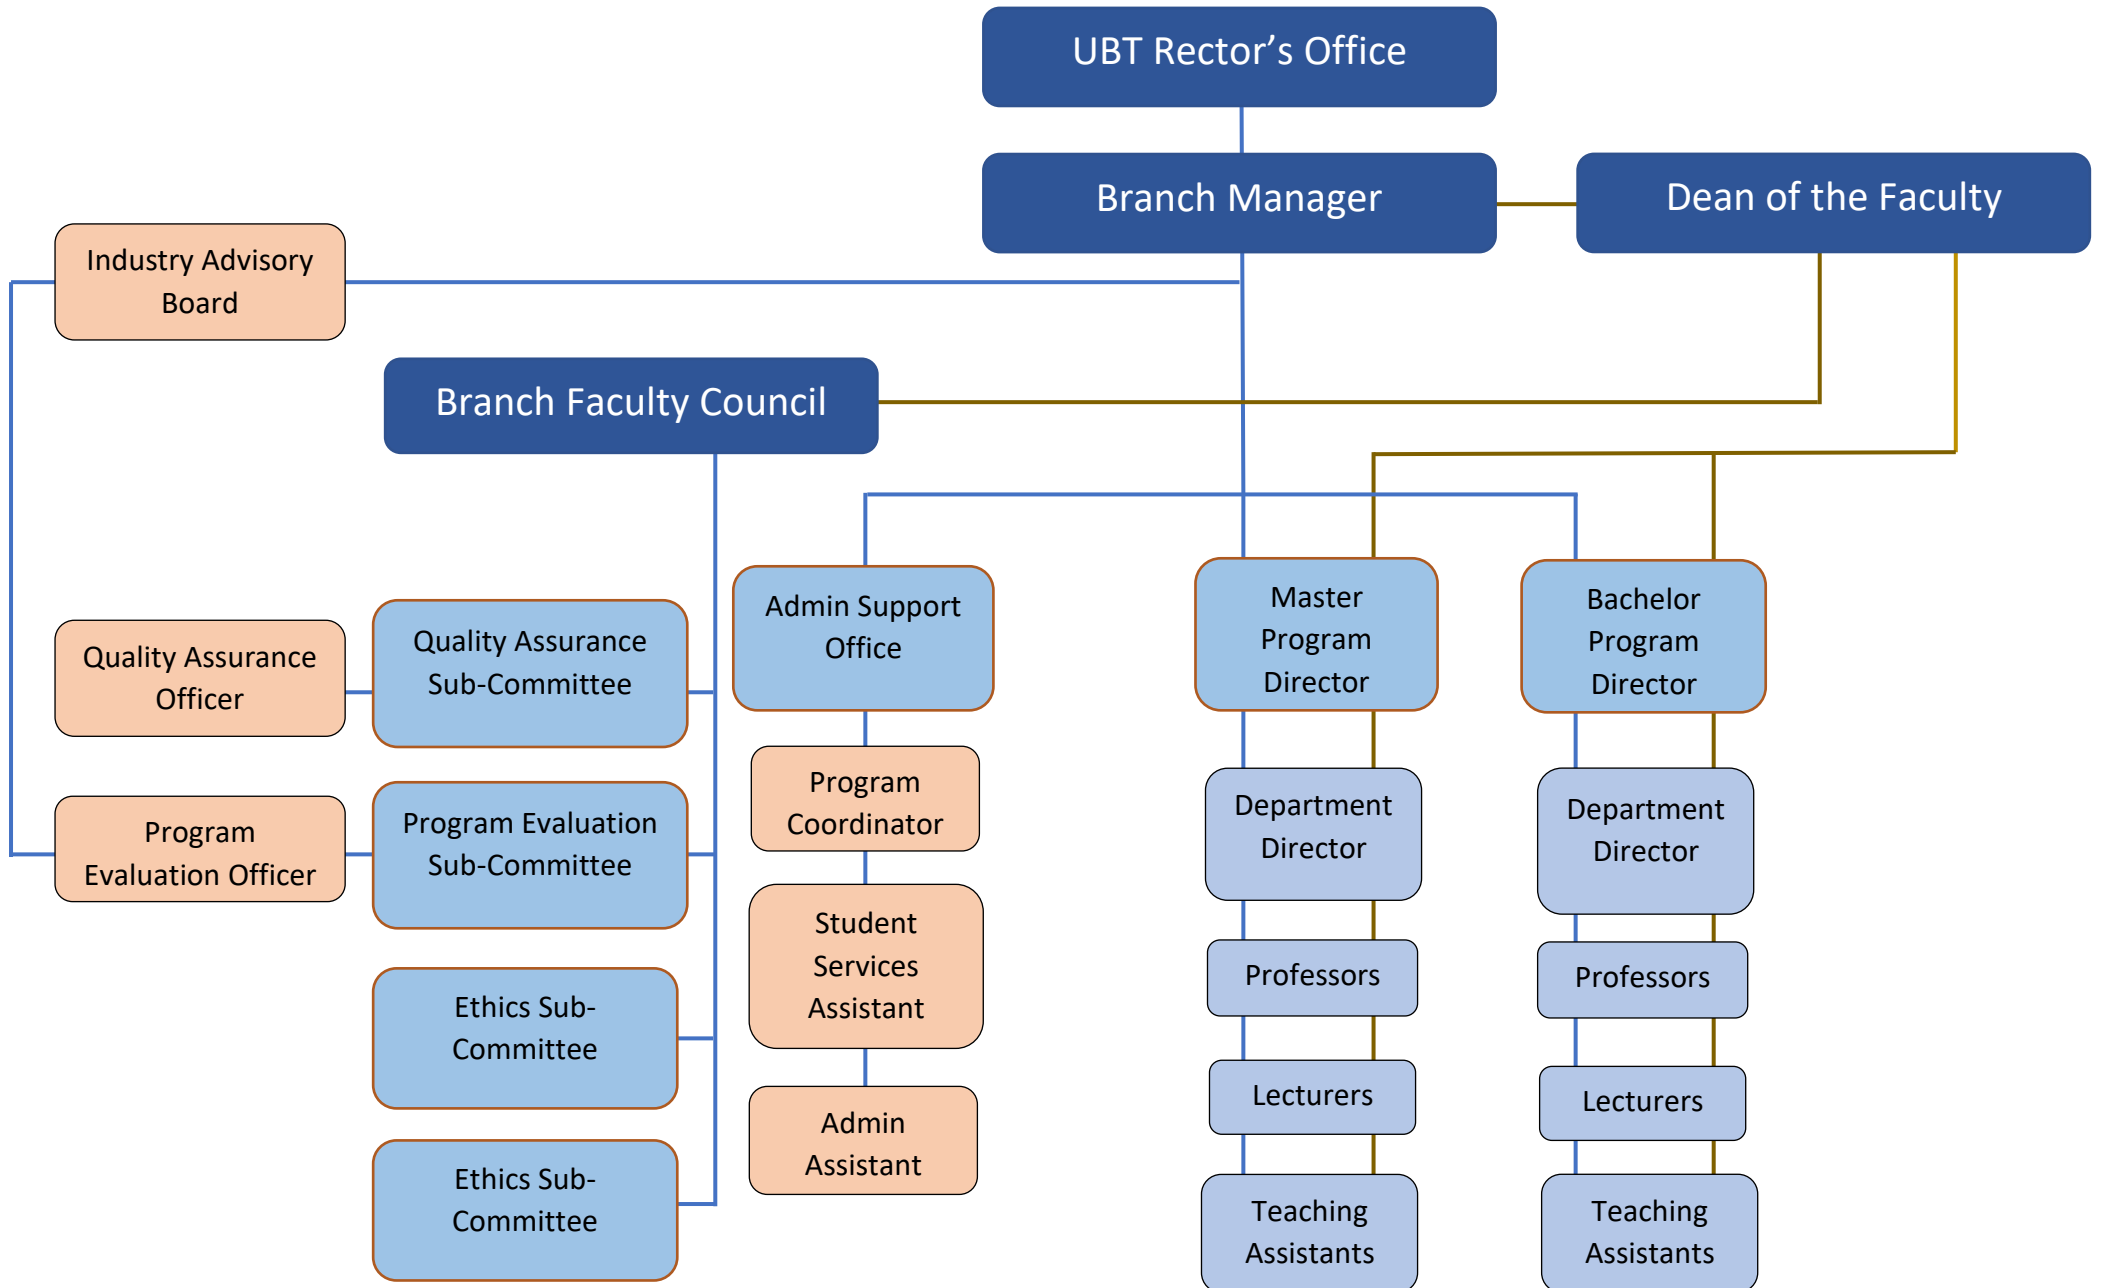 UBT Rector’s Office
Branch Manager
Dean of the Faculty
Industry Advisory
Board
Branch Faculty Council
Quality Assurance
Officer
Quality Assurance
Sub-Committee
Admin Support
Office
Master
Program
Director
Bachelor
Program
Director
Program
Evaluation Officer
Program Evaluation
Sub-Committee
Program
Coordinator
Department
Director
Department
Director
Student
Services
Assistant
Professors
Professors
Ethics Sub-
Committee
Lecturers
Lecturers
Admin
Assistant
Ethics Sub-
Committee
Teaching
Assistants
Teaching
Assistants